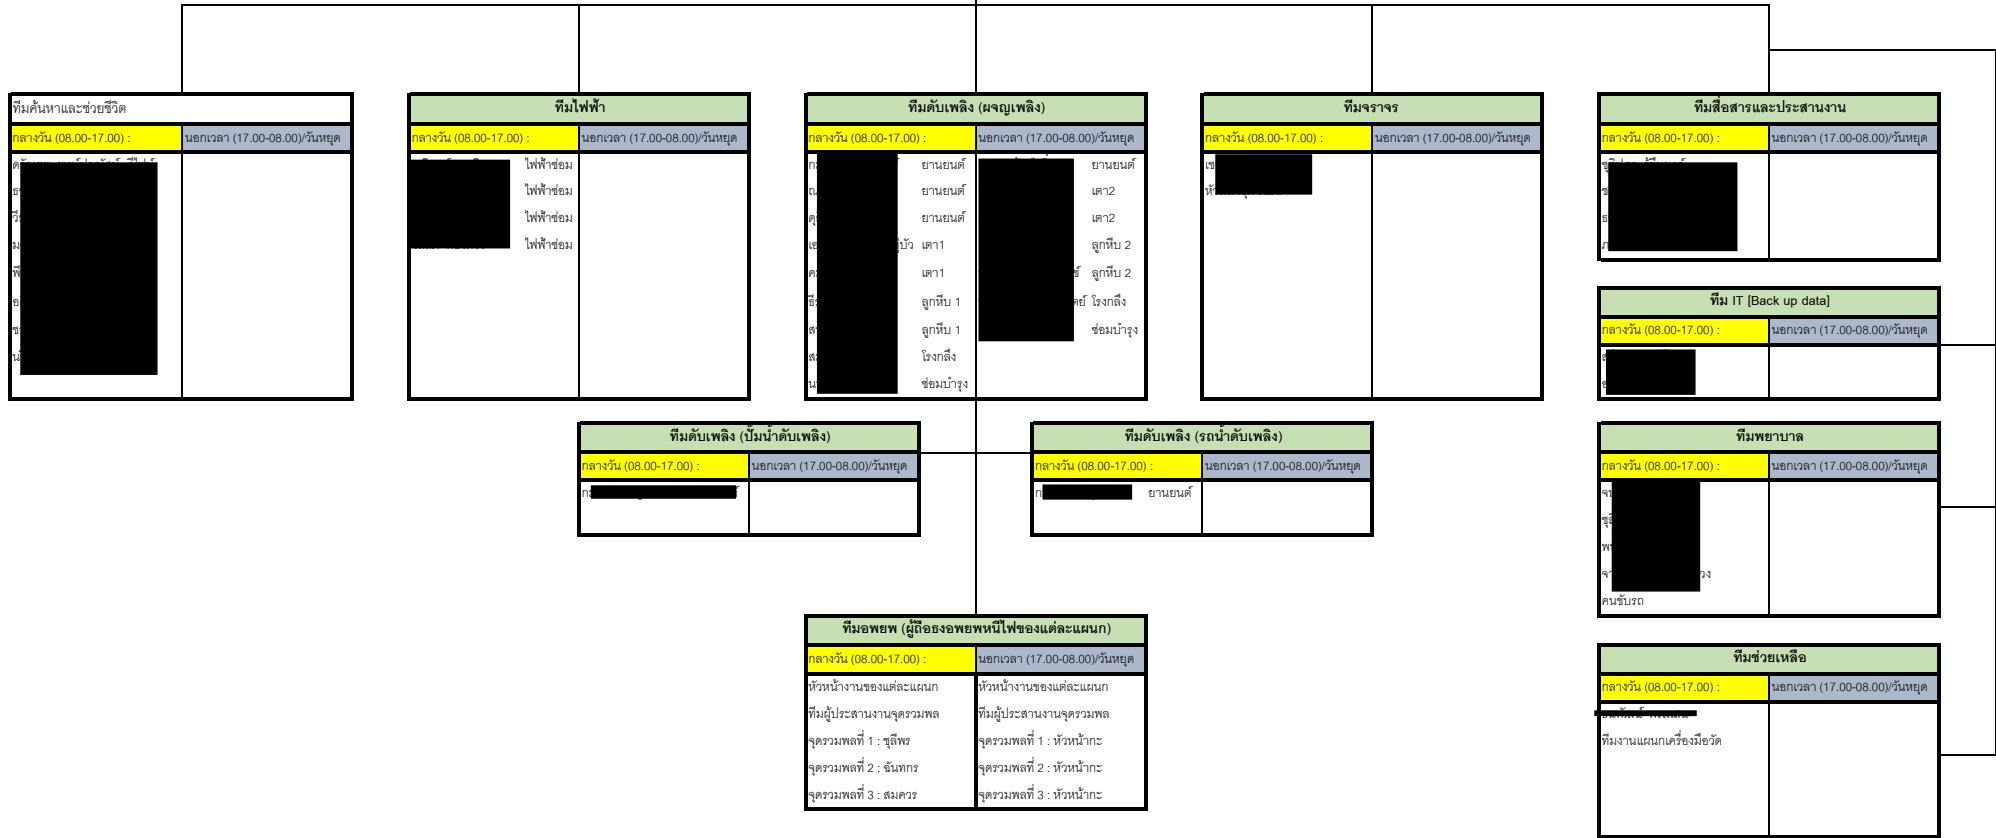 ทีมค้นหาและช่วยชีวิต
กลางวัน (08.00-17.00) : นอกเวลา (17.00-08.00)/วันหยุด
ทีมไฟฟ้า
กลางวัน (08.00-17.00) : นอกเวลา (17.00-08.00)/วันหยุด
ไฟฟ้าซ่อม
ไฟฟ้าซ่อม
ไฟฟ้าซ่อม
ไฟฟ้าซ่อม
ทีมดับเพลิง (ผจญเพลิง)
กลางวัน (08.00-17.00) : นอกเวลา (17.00-08.00)/วันหยุด
ยานยนต์ ยานยนต์
ยานยนต์ เตา2
ยานยนต์ เตา2
เตา1 ลูกหีบ 2
เตา1 ลูกหีบ 2
ลูกหีบ 1 โรงกลึง
ลูกหีบ 1 ซ่อมบำรุง
โรงกลึง
ซ่อมบำรุง
ทีมจราจร
กลางวัน (08.00-17.00) : นอกเวลา (17.00-08.00)/วันหยุด
ทีมสื่อสารและประสานงาน
กลางวัน (08.00-17.00) : นอกเวลา (17.00-08.00)/วันหยุด
ทีม IT [Back up data]
กลางวัน (08.00-17.00) : นอกเวลา (17.00-08.00)/วันหยุด
ทีมดับเพลิง (ปั๊มน้ำดับเพลิง)
กลางวัน (08.00-17.00) : นอกเวลา (17.00-08.00)/วันหยุด
ทีมดับเพลิง (รถน้ำดับเพลิง)
กลางวัน (08.00-17.00) : นอกเวลา (17.00-08.00)/วันหยุด
ยานยนต์
ทีมพยาบาล
กลางวัน (08.00-17.00) : นอกเวลา (17.00-08.00)/วันหยุด
คนขับรถ
ทีมอพยพ (ผู้ถือธงอพยพหนีไฟของแต่ละแผนก)
กลางวัน (08.00-17.00) : นอกเวลา (17.00-08.00)/วันหยุด
หัวหน้างานของแต่ละแผนก หัวหน้างานของแต่ละแผนก
ทีมผู้ประสานงานจุดรวมพล ทีมผู้ประสานงานจุดรวมพล
จุดรวมพลที่ 1 : ชุลีพร จุดรวมพลที่ 1 : หัวหน้ากะ
จุดรวมพลที่ 2 : ฉันทกร จุดรวมพลที่ 2 : หัวหน้ากะ
จุดรวมพลที่ 3 : สมควร จุดรวมพลที่ 3 : หัวหน้ากะ
ทีมช่วยเหลือ
กลางวัน (08.00-17.00) : นอกเวลา (17.00-08.00)/วันหยุด
ทีมงานแผนกเครื่องมือวัด